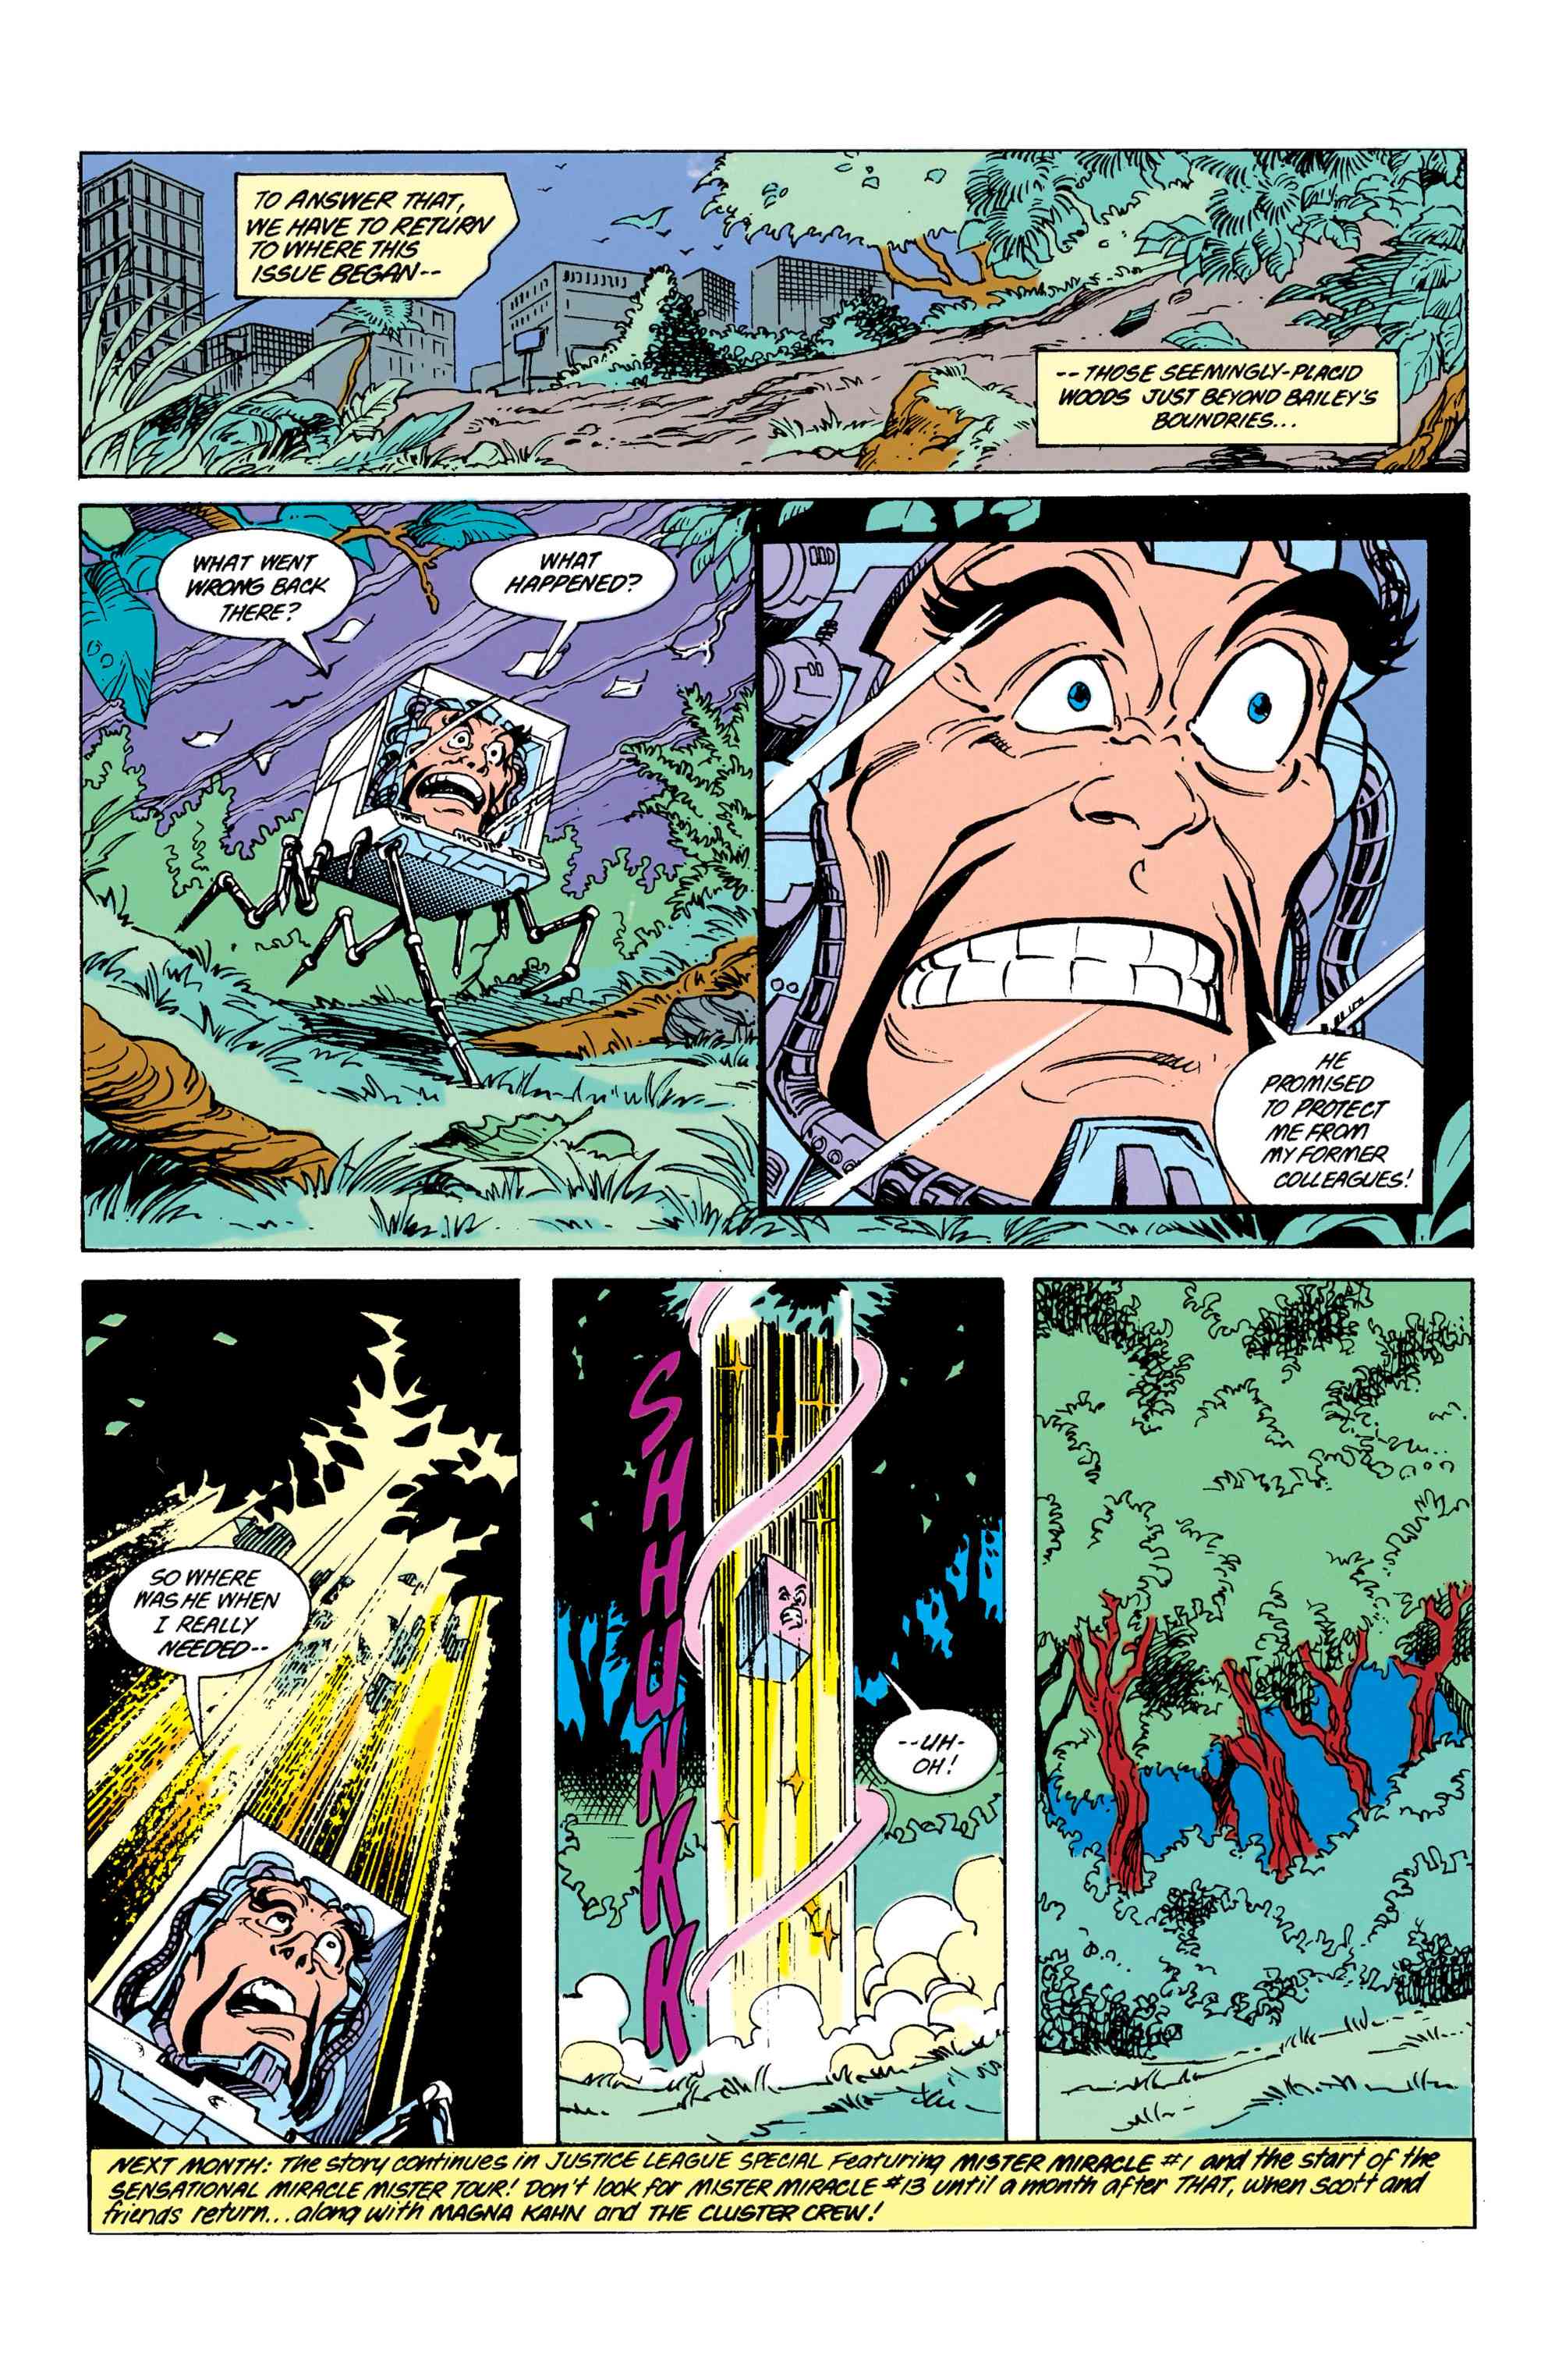 TO ANSWER THAT,
WE HAVE TO RETURN
TO WHERE THIS
ISSUE BEGAN--
-- THOSE SEEMINGLY-PLACID
WOODS JUST BEYOND BAILEY'S
BOUNDRIES...
WHAT WENT
WRONG BACK
THERE?
WHAT
HAPPENED?
HE
PROMISED
TO PROTECT
ME FROM
MY FORMER
COLLEAGUES!
SO WHERE
WAS HE WHEN
I REALLY
NEEDED--
SHHUNKKK
--UH-
OH!
NEXT MONTH: The story continues in JUSTICE LEAGUE SPECIAL Featuring MISTER MIRACLE #1 and the start of the
SENSATIONAL MIRACLE MISTER TOUR! Don't look for MISTER MIRACLE #13 until a month after THAT, when Scott and
friends return... along with MAGNA KAHN and THE CLUSTER CREW!